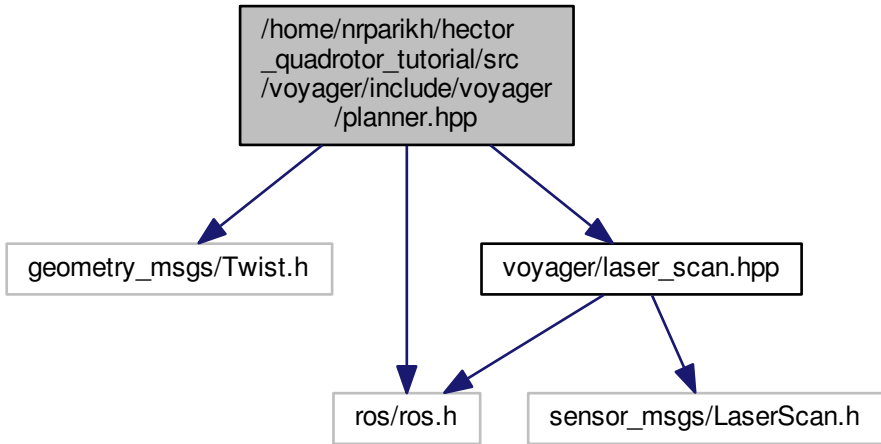 /home/nrparikh/hector
_quadrotor_tutorial/src
/voyager/include/voyager
/planner.hpp
geometry_msgs/Twist.h
voyager/laser_scan.hpp
ros/ros.h
sensor_msgs/LaserScan.h